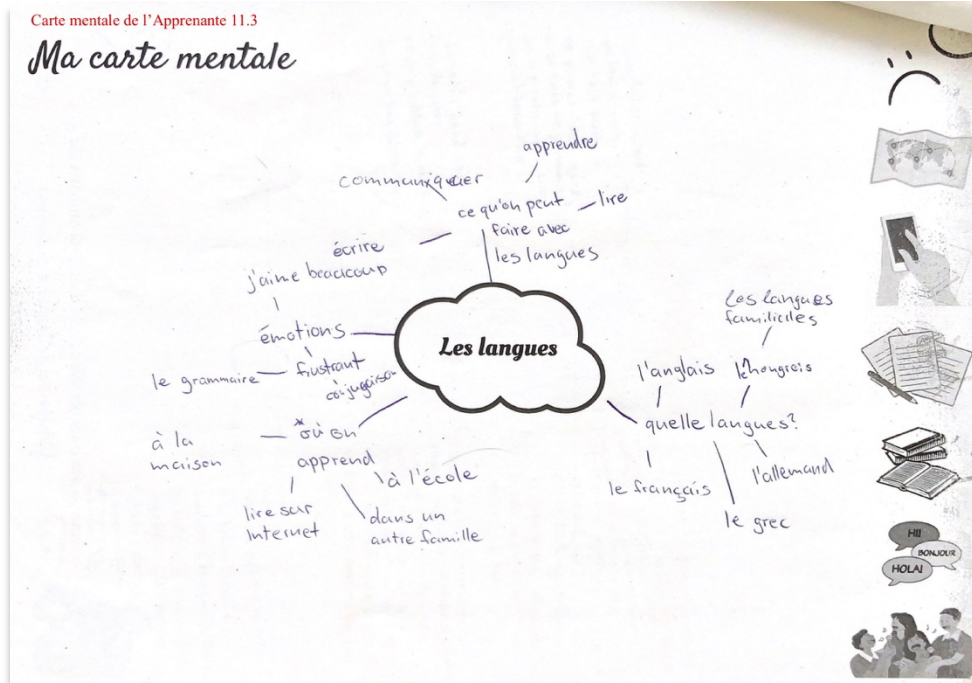 Carte mentale de l'Apprenante 11.3
Ma carte mentale
apprendre
communiquer
ce qu'on peut
faire avec
les langues
lire
écrire
j'aime beaucoup
émotions
frustrant
le grammaire
conjugaison
Les langues
Les langues
familiales
l'anglais
le hongrois
quelle langues?
le français
l'allemand
le grec
*où on
apprend
à la
maison
à l'école
lire sur
Internet
dans un
autre famille
HI!
BONJOUR
HOLA!